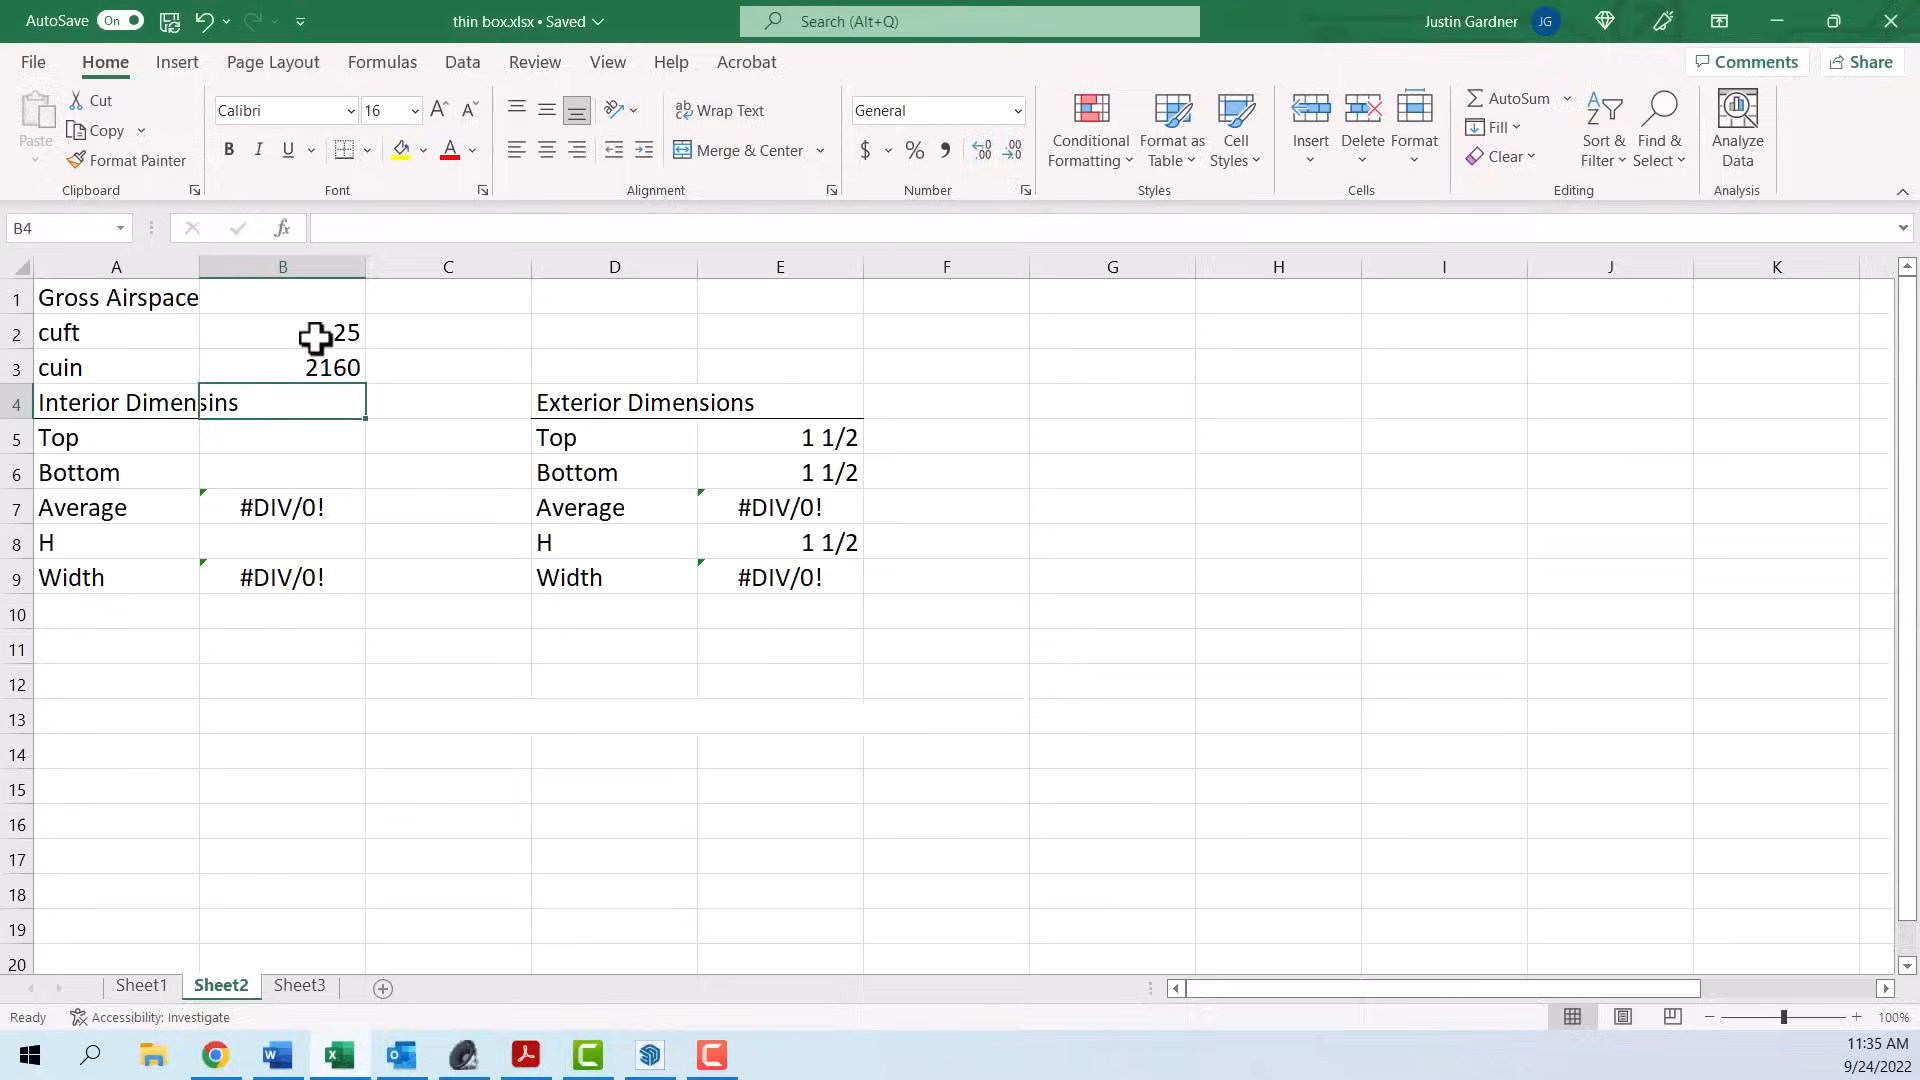 AutoSave On thin box.xlsx • Saved Search (Alt+Q) Justin Gardner JG
File Home Insert Page Layout Formulas Data Review View Help Acrobat Comments Share
Paste
Cut
Copy
Format Painter
Clipboard
Calibri 16
B I U
Font
Wrap Text
Merge & Center
Alignment
General
$ % ,
Number
Conditional Formatting
Format as Table
Cell Styles
Styles
Insert Delete Format
Cells
AutoSum
Fill
Clear
Sort & Filter
Find & Select
Editing
Analyze Data
Analysis
B4 fx
A B C D E F G H I J K
1 Gross Airspace
2 cuft 25
3 cuin 2160
4 Interior Dimensins Exterior Dimensions
5 Top Top 1 1/2
6 Bottom Bottom 1 1/2
7 Average #DIV/0! Average #DIV/0!
8 H H 1 1/2
9 Width #DIV/0! Width #DIV/0!
10
11
12
13
14
15
16
17
18
19
20
Sheet1 Sheet2 Sheet3
Ready Accessibility: Investigate 100%
11:35 AM
9/24/2022